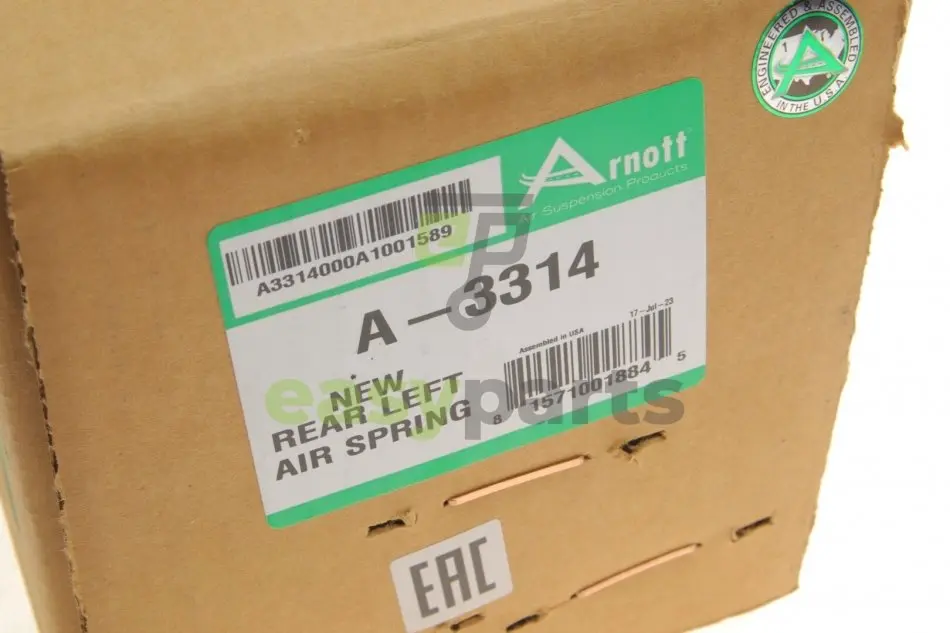 ENGINEERED & ASSEMBLED
IN THE U.S.A.
Arnott
Air Suspension Products
A3314000A1001589
A-3314
Assembled in USA
17-Jul-23
NEW
REAR LEFT
AIR SPRING
8 1571001884 5
easyparts
EAC